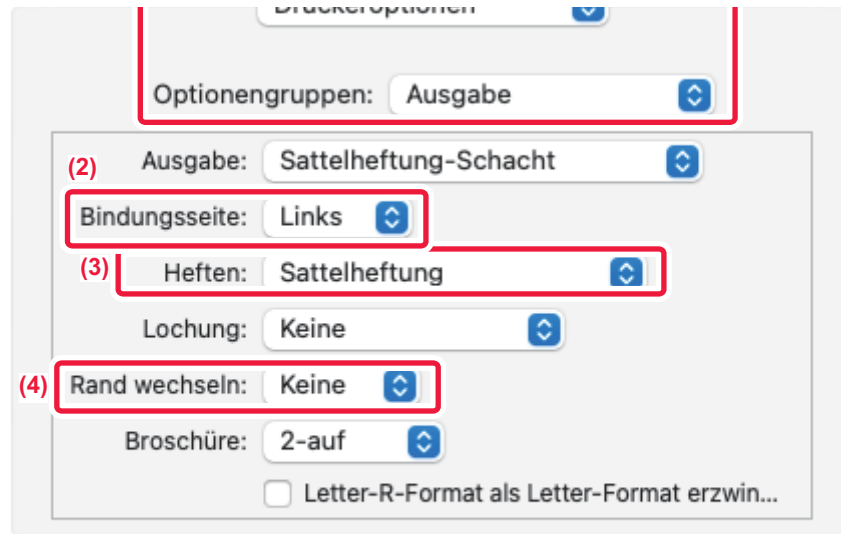 Druckeroptionen
Optionengruppen: Ausgabe
(2) Ausgabe: Sattelheftung-Schacht
Bindungsseite: Links
(3) Heften: Sattelheftung
Lochung: Keine
(4) Rand wechseln: Keine
Broschüre: 2-auf
Letter-R-Format als Letter-Format erzwin...